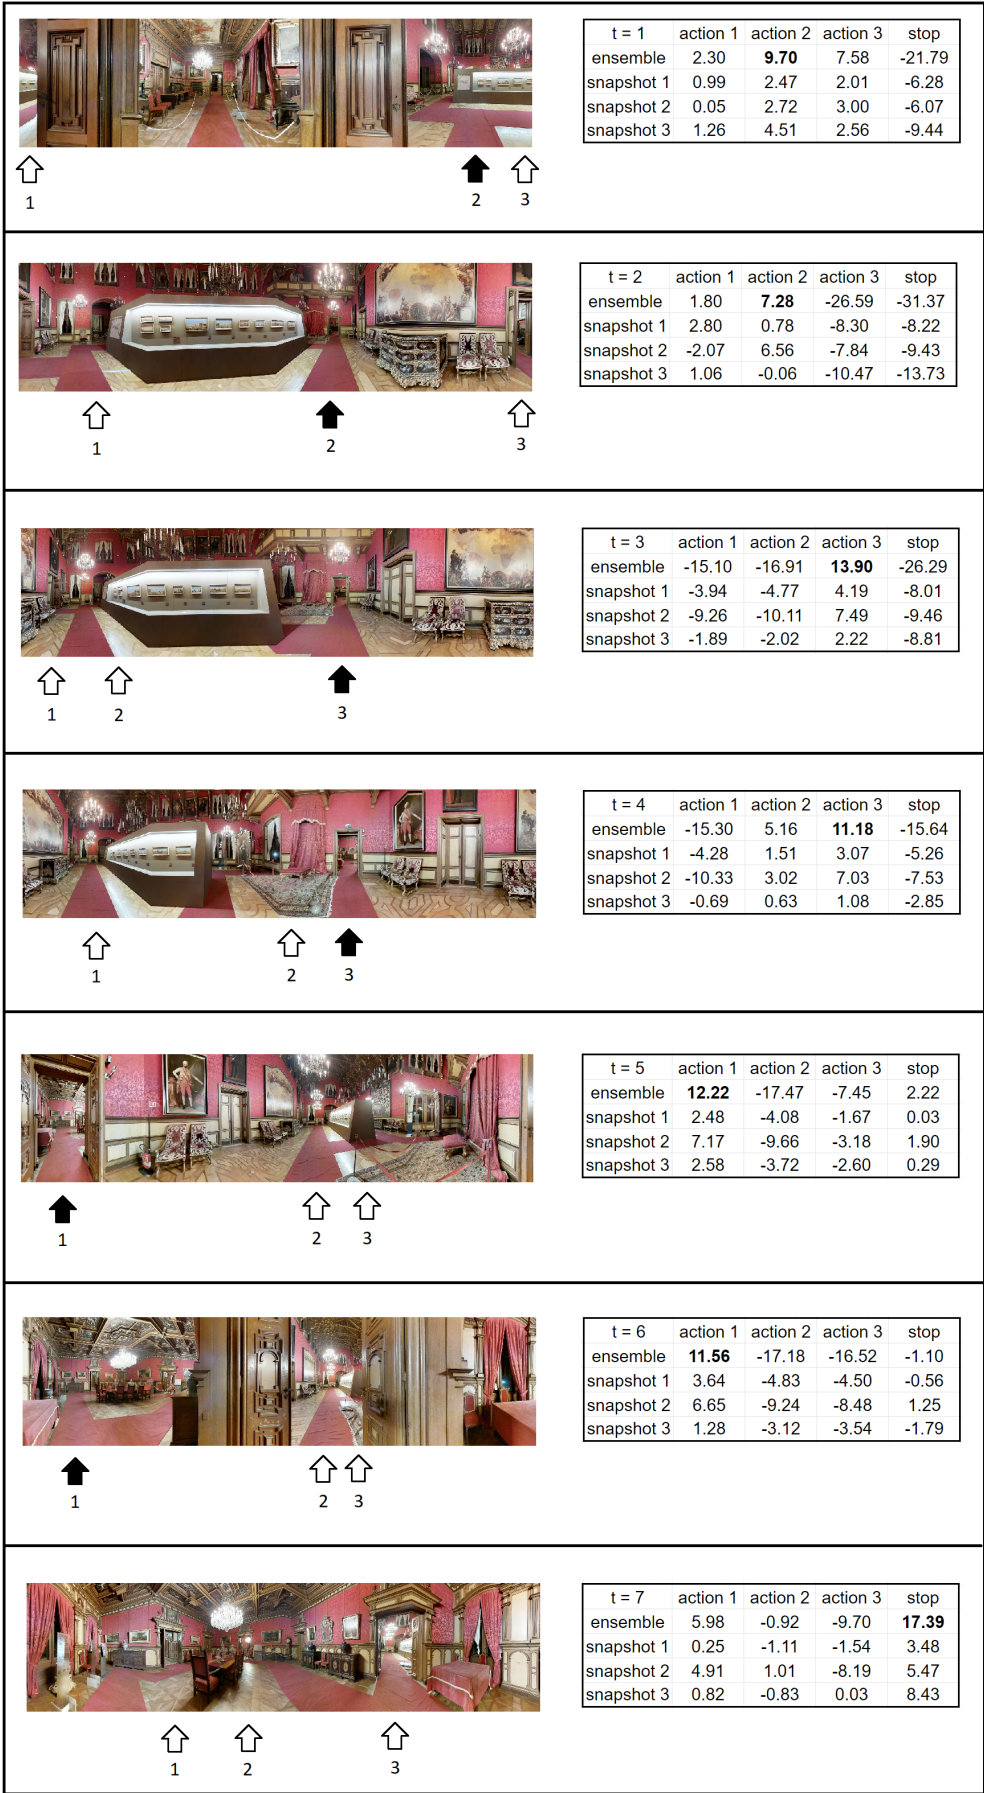 t = 1 action 1 action 2 action 3 stop
ensemble 2.30 9.70 7.58 -21.79
snapshot 1 0.99 2.47 2.01 -6.28
snapshot 2 0.05 2.72 3.00 -6.07
snapshot 3 1.26 4.51 2.56 -9.44
1 2 3
t = 2 action 1 action 2 action 3 stop
ensemble 1.80 7.28 -26.59 -31.37
snapshot 1 2.80 0.78 -8.30 -8.22
snapshot 2 -2.07 6.56 -7.84 -9.43
snapshot 3 1.06 -0.06 -10.47 -13.73
1 2 3
t = 3 action 1 action 2 action 3 stop
ensemble -15.10 -16.91 13.90 -26.29
snapshot 1 -3.94 -4.77 4.19 -8.01
snapshot 2 -9.26 -10.11 7.49 -9.46
snapshot 3 -1.89 -2.02 2.22 -8.81
1 2 3
t = 4 action 1 action 2 action 3 stop
ensemble -15.30 5.16 11.18 -15.64
snapshot 1 -4.28 1.51 3.07 -5.26
snapshot 2 -10.33 3.02 7.03 -7.53
snapshot 3 -0.69 0.63 1.08 -2.85
1 2 3
t = 5 action 1 action 2 action 3 stop
ensemble 12.22 -17.47 -7.45 2.22
snapshot 1 2.48 -4.08 -1.67 0.03
snapshot 2 7.17 -9.66 -3.18 1.90
snapshot 3 2.58 -3.72 -2.60 0.29
1 2 3
t = 6 action 1 action 2 action 3 stop
ensemble 11.56 -17.18 -16.52 -1.10
snapshot 1 3.64 -4.83 -4.50 -0.56
snapshot 2 6.65 -9.24 -8.48 1.25
snapshot 3 1.28 -3.12 -3.54 -1.79
1 2 3
t = 7 action 1 action 2 action 3 stop
ensemble 5.98 -0.92 -9.70 17.39
snapshot 1 0.25 -1.11 -1.54 3.48
snapshot 2 4.91 1.01 -8.19 5.47
snapshot 3 0.82 -0.83 0.03 8.43
1 2 3